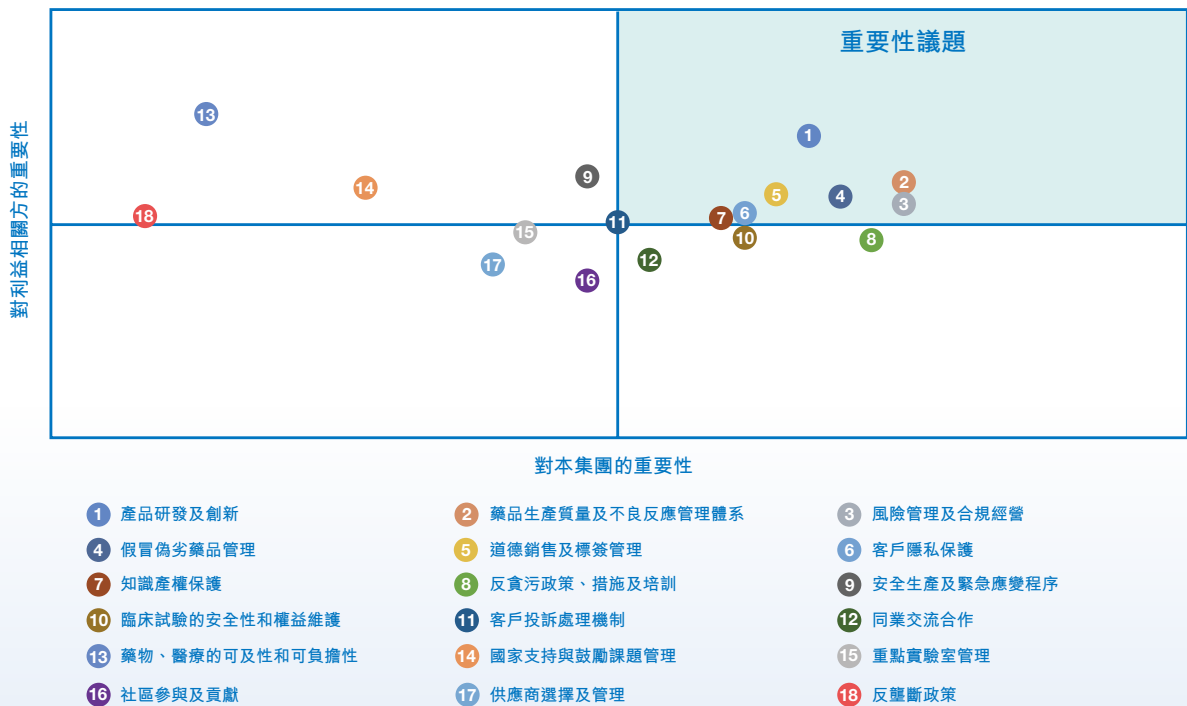 重要性議題
對利益相關方的重要性
13
1
9
2
14
5
4
3
18
7
6
11
15
10
8
17
12
16
對本集團的重要性
1 產品研發及創新
2 藥品生產質量及不良反應管理體系
3 風險管理及合規經營
4 假冒偽劣藥品管理
5 道德銷售及標簽管理
6 客戶隱私保護
7 知識產權保護
8 反貪污政策、措施及培訓
9 安全生產及緊急應變程序
10 臨床試驗的安全性和權益維護
11 客戶投訴處理機制
12 同業交流合作
13 藥物、醫療的可及性和可負擔性
14 國家支持與鼓勵課題管理
15 重點實驗室管理
16 社區參與及貢獻
17 供應商選擇及管理
18 反壟斷政策